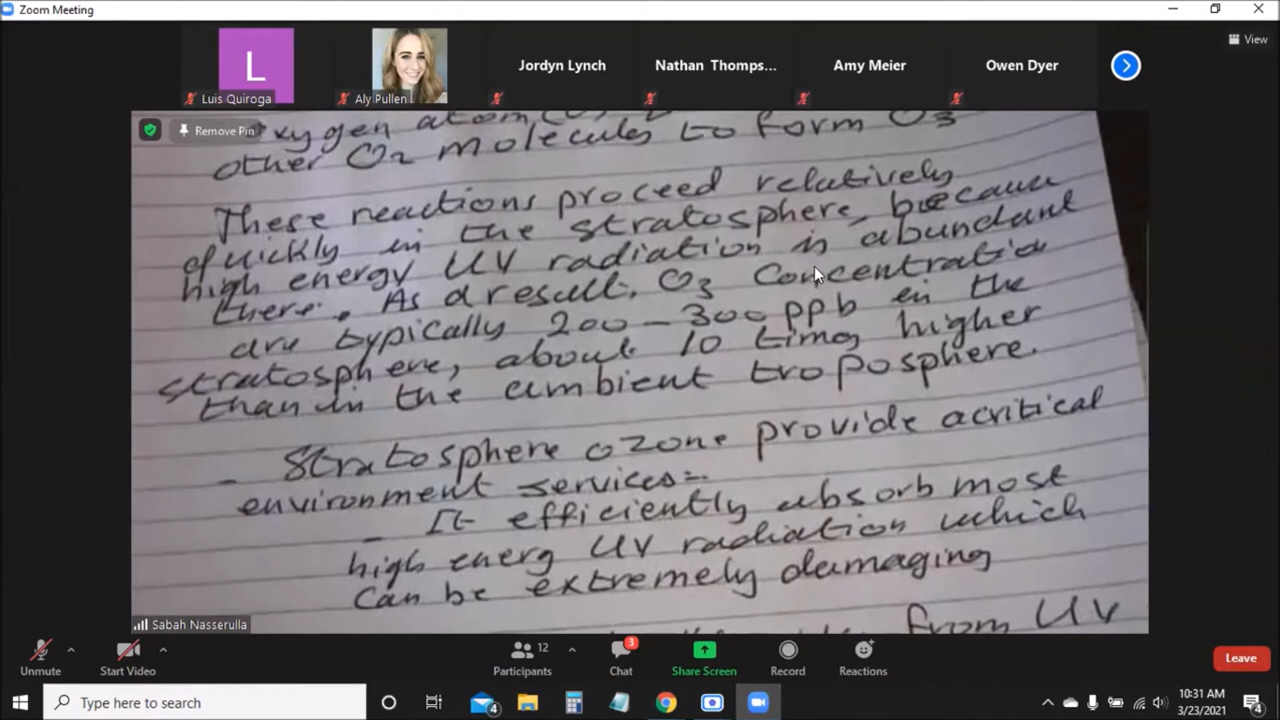 Zoom Meeting
View
L
Luis Quiroga
Aly Pullen
Jordyn Lynch
Nathan Thomps...
Amy Meier
Owen Dyer
Remove Pin
xygen atom
other O2 molecules to form O3
These reactions proceed relatively
quickly in the stratosphere, because
high energy UV radiation is abundant
there. As a result, O3 Concentration
are typically 200-300 ppb in the
stratosphere, about 10 times higher
than in the ambient troposphere.
- Stratosphere ozone provide a critical
environment services:-
- It efficiently absorb most
high energ UV radiation which
can be extremely damaging
from UV
Sabah Nasserulla
Unmute
Start Video
Participants
12
Chat
3
Share Screen
Record
Reactions
Leave
Type here to search
4
10:31 AM
3/23/2021
4